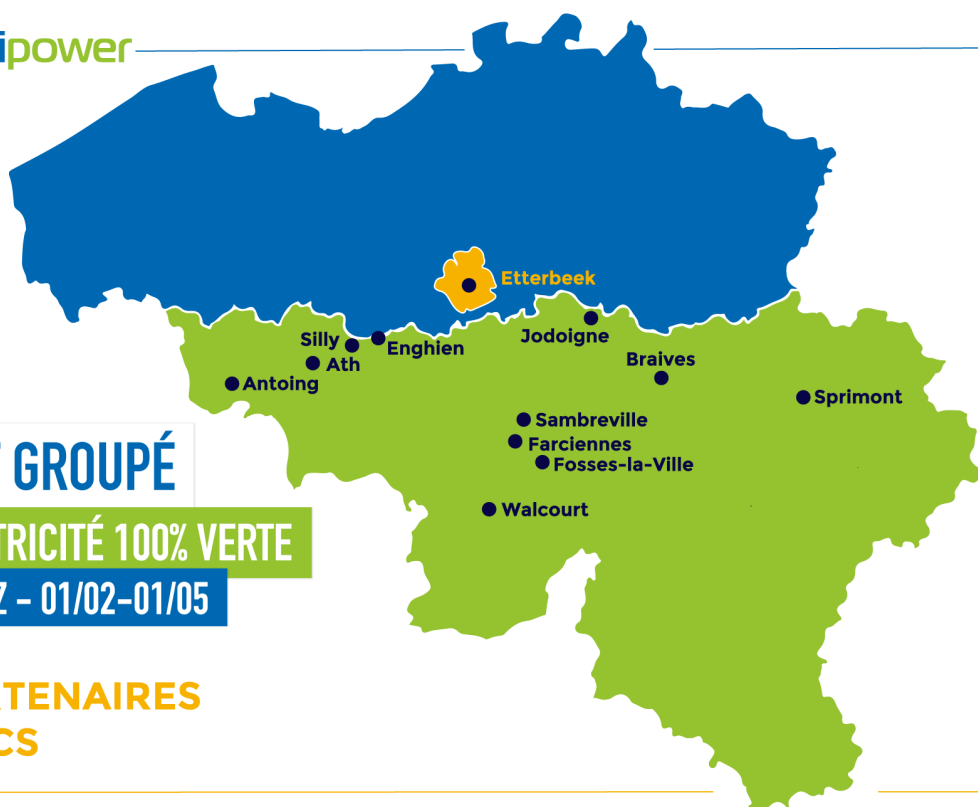 ipower
Etterbeek
Silly
Enghien
Jodoigne
Ath
Braives
Antoing
Sprimont
Sambreville
Farciennes
Fosses-la-Ville
Walcourt
GROUPÉ
TRICITÉ 100% VERTE
Z - 01/02-01/05
TENAIRES
CS